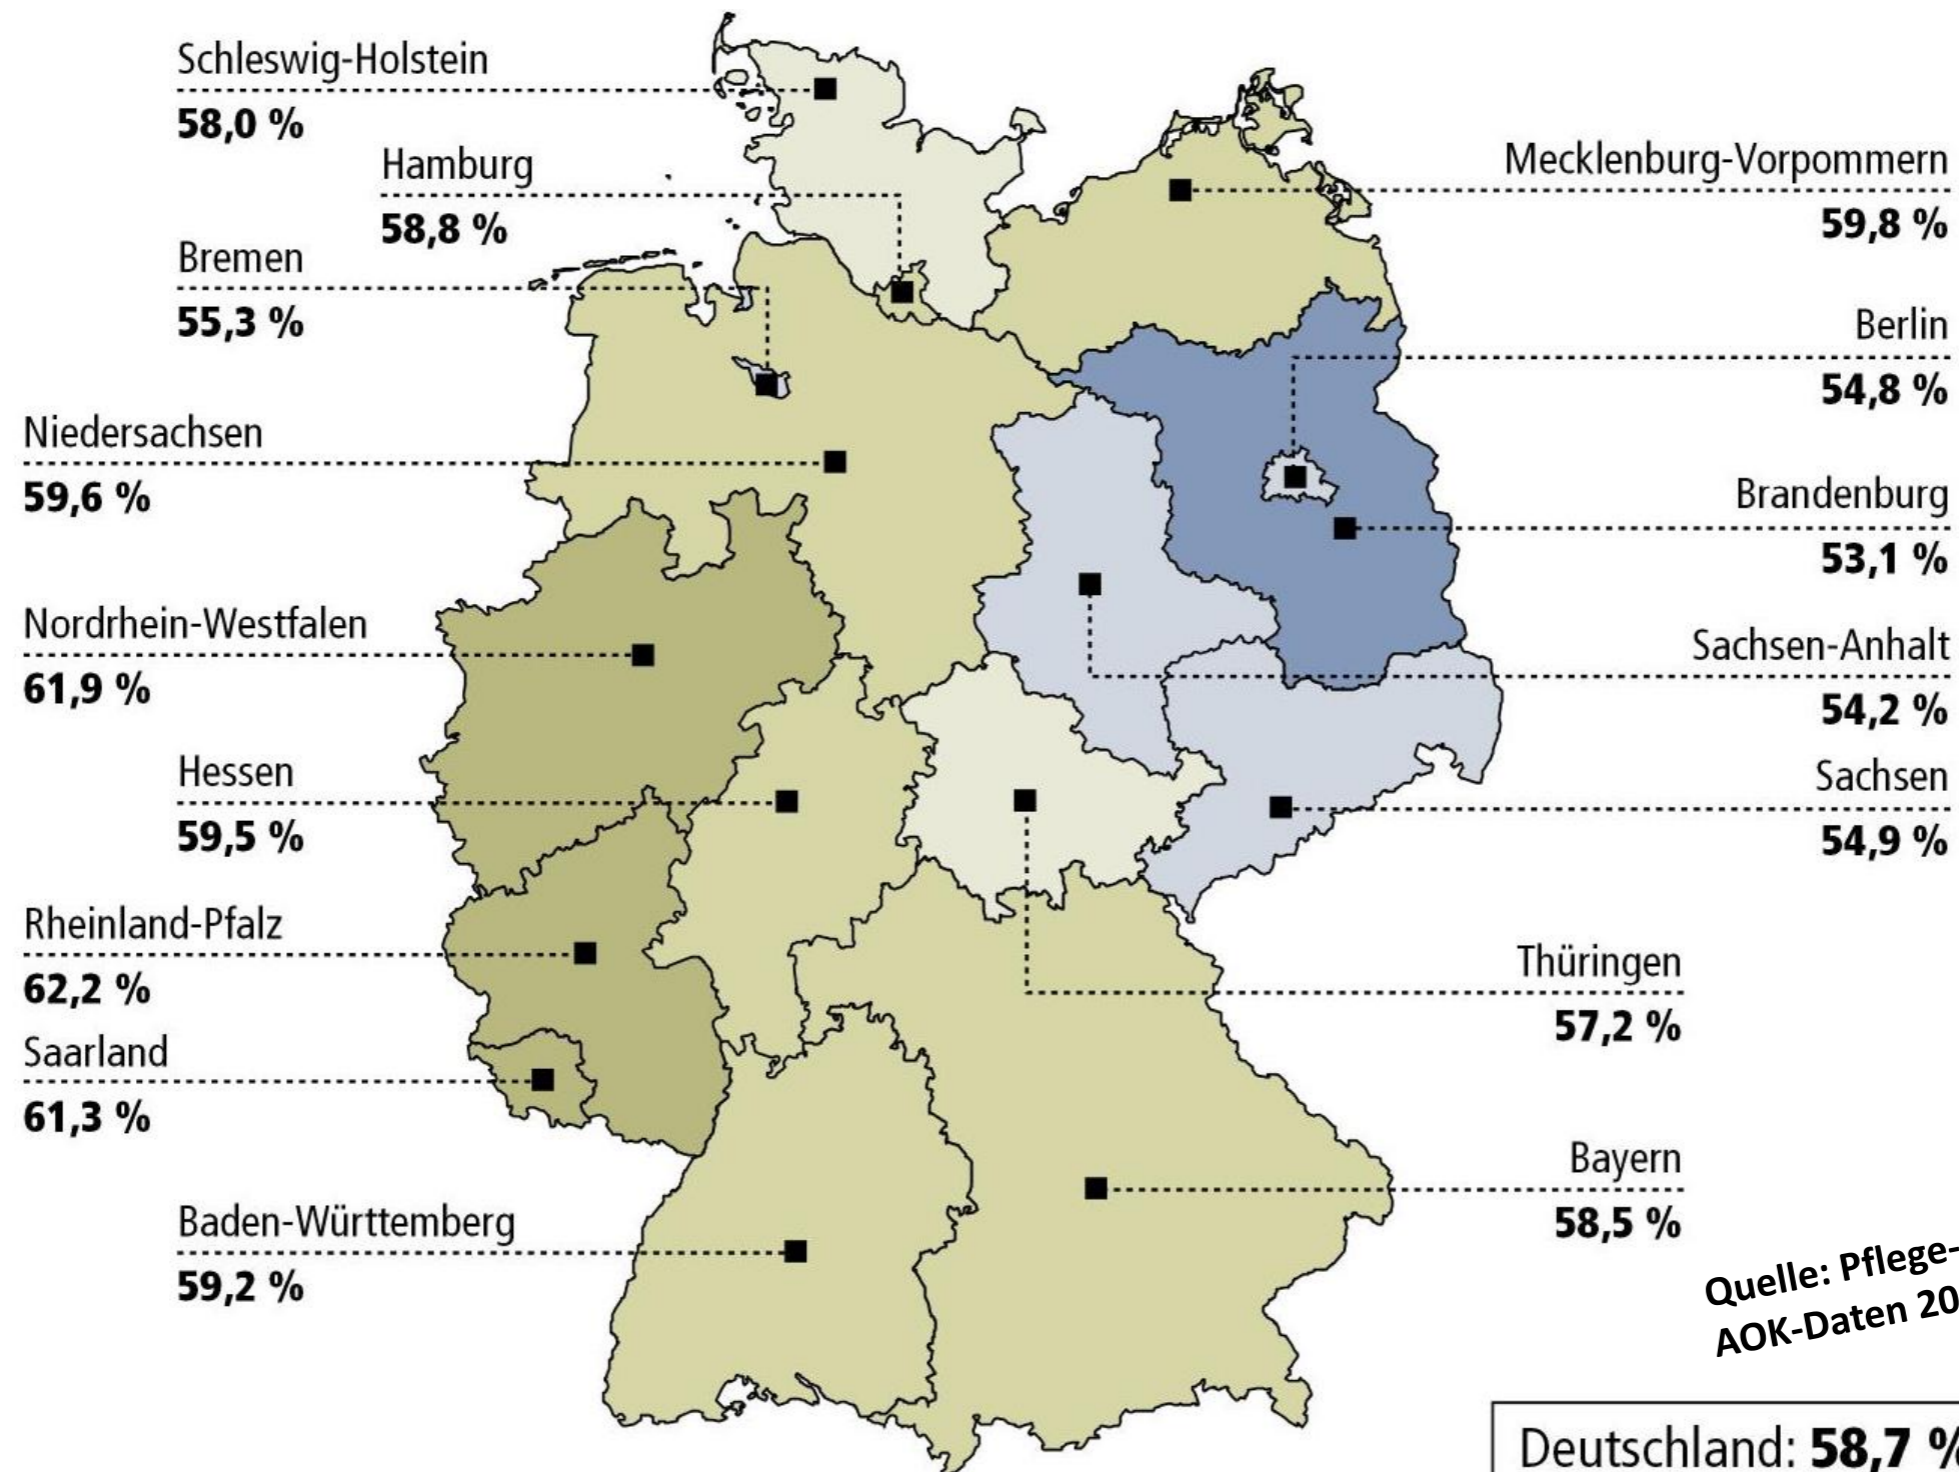 Schleswig-Holstein
58,0 %
Hamburg
58,8 %
Bremen
55,3 %
Niedersachsen
59,6 %
Nordrhein-Westfalen
61,9 %
Hessen
59,5 %
Rheinland-Pfalz
62,2 %
Saarland
61,3 %
Baden-Württemberg
59,2 %
Mecklenburg-Vorpommern
59,8 %
Berlin
54,8 %
Brandenburg
53,1 %
Sachsen-Anhalt
54,2 %
Sachsen
54,9 %
Thüringen
57,2 %
Bayern
58,5 %
Quelle: Pflege-
AOK-Daten 20
Deutschland: 58,7 %